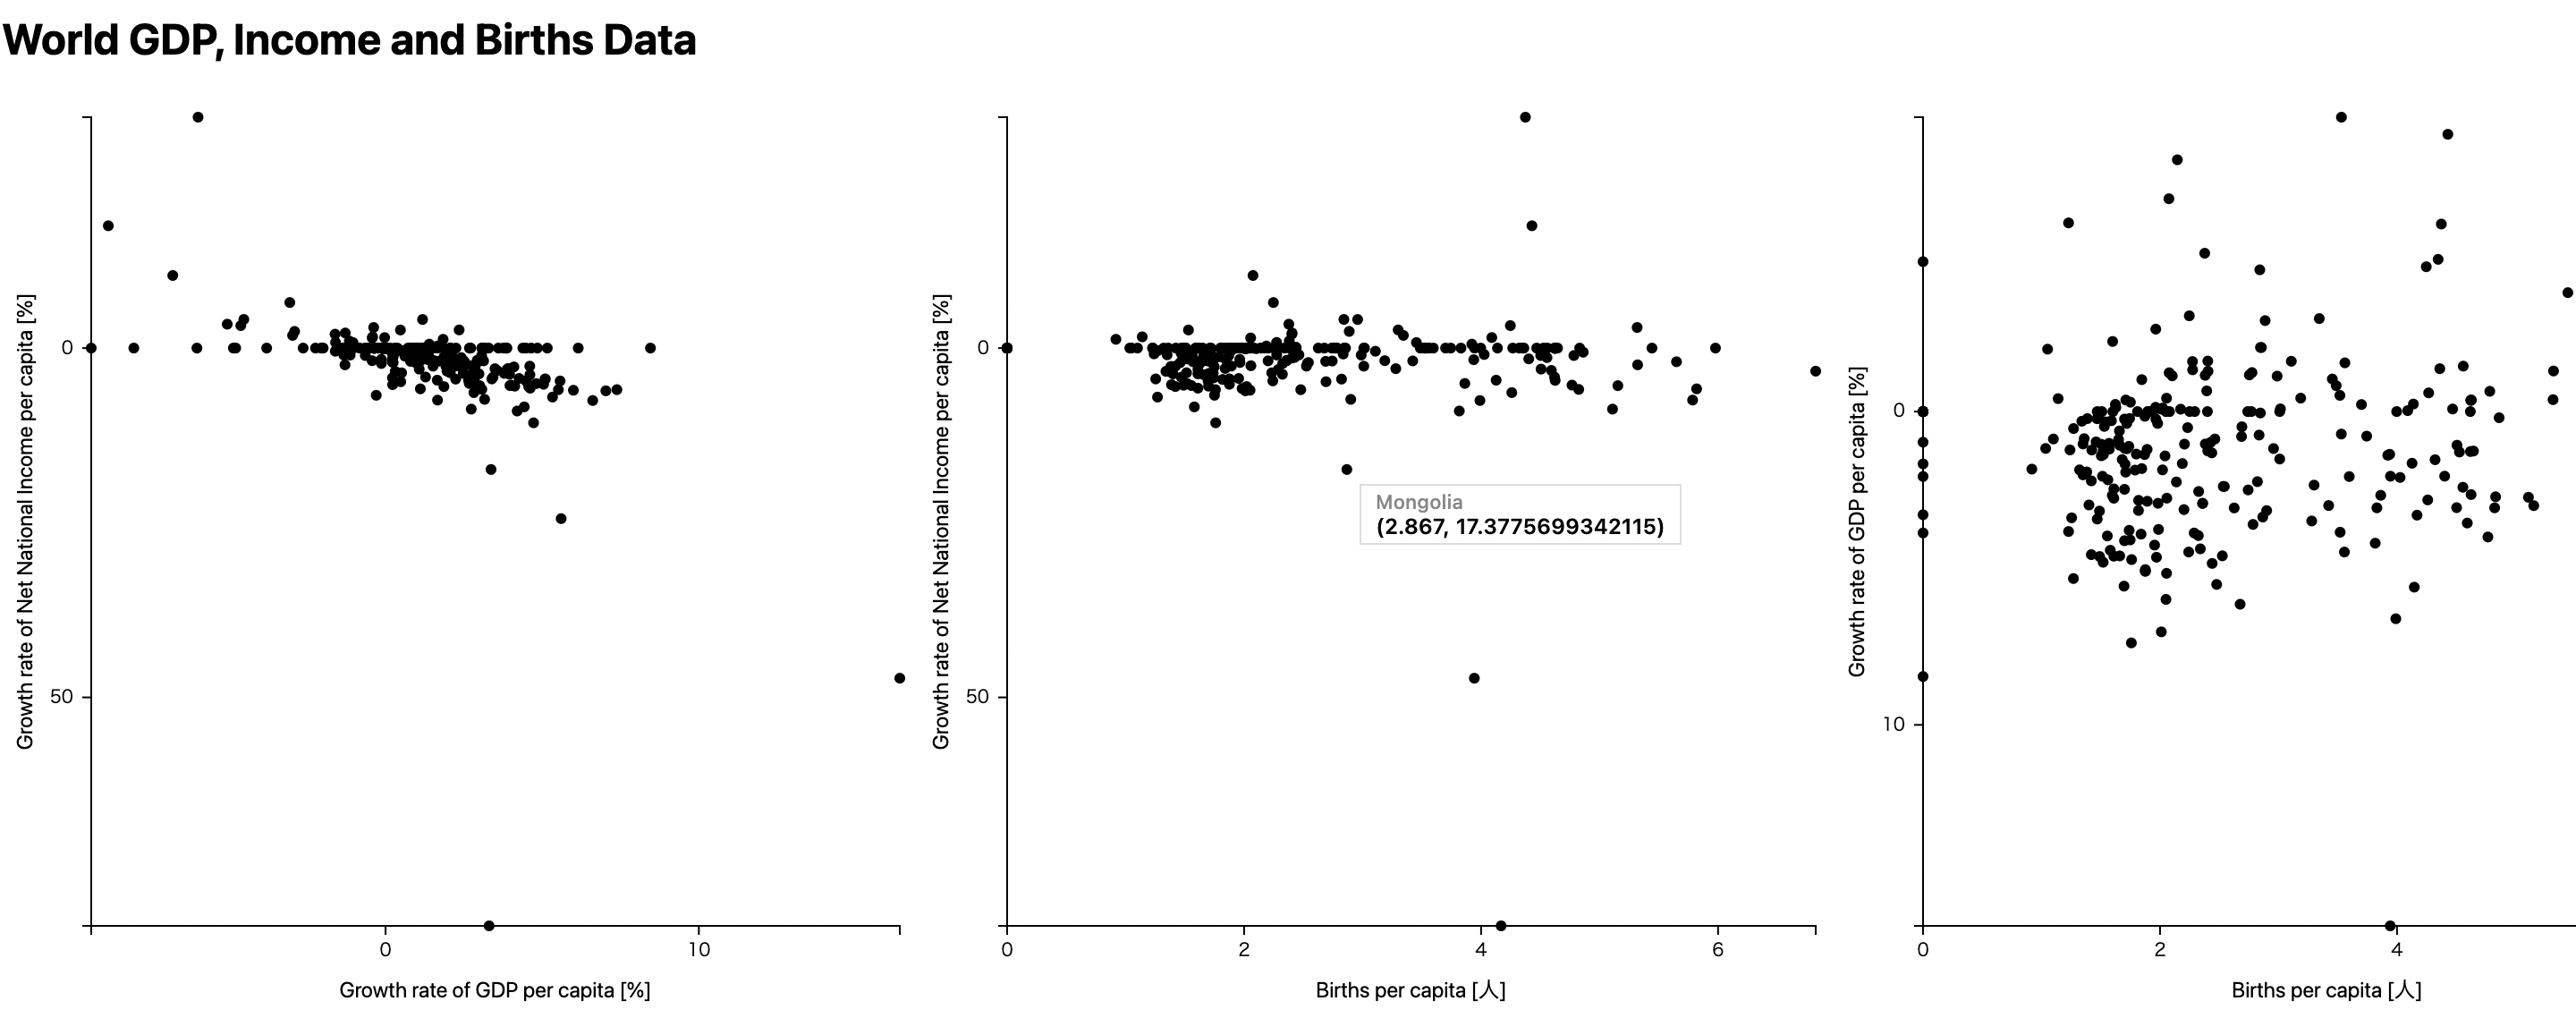 World GDP, Income and Births Data
Growth rate of Net National Income per capita [%]
0
50
0
10
Growth rate of GDP per capita [%]
Growth rate of Net National Income per capita [%]
0
50
Mongolia
(2.867, 17.3775699342115)
0
2
4
6
Births per capita [人]
Growth rate of GDP per capita [%]
0
10
0
2
4
Births per capita [人]